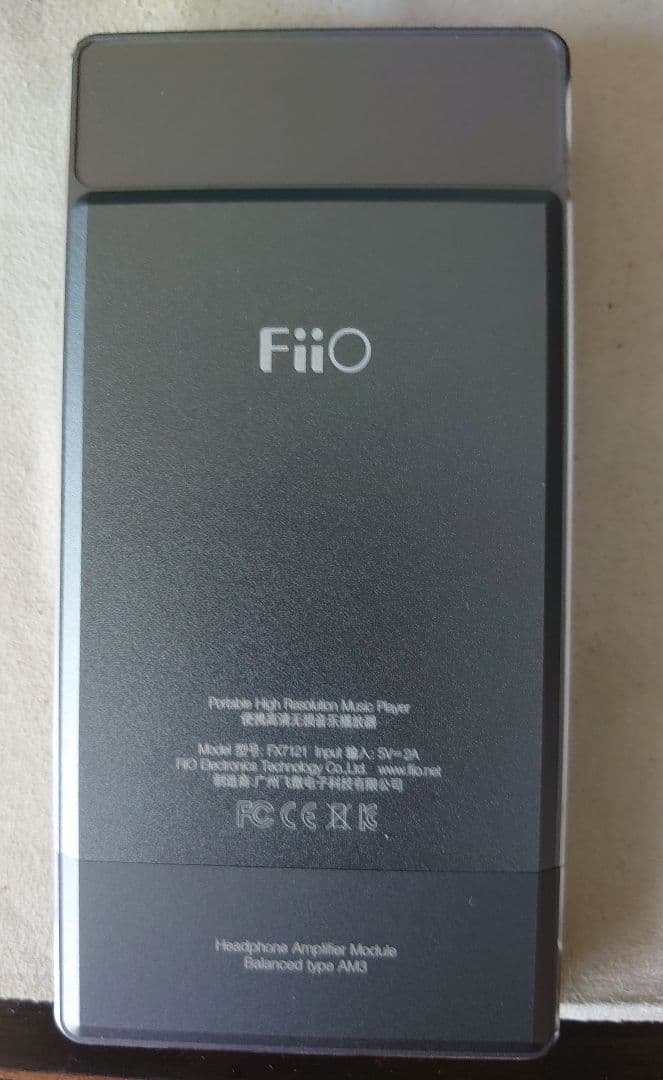 FiiO
Portable High Resolution Music Player
便携高清无损音乐播放器
Model 型号: FX7121 Input 输入: 5V⎓2A
FiiO Electronics Technology Co.,Ltd. www.fiio.net
制造商:广州飞傲电子科技有限公司
FC CE
Headphone Amplifier Module
Balanced type AM3